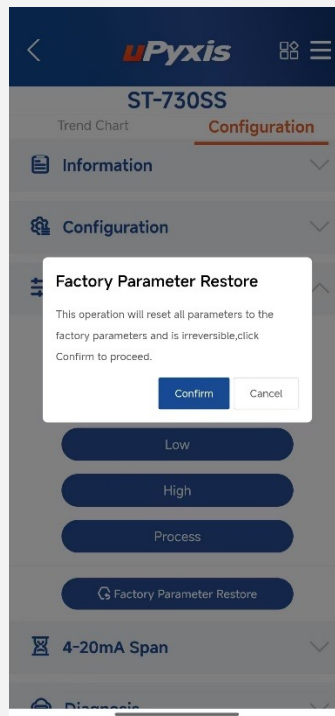 uPyxis
ST-730SS
Trend Chart
Configuration
Information
Configuration
Factory Parameter Restore
This operation will reset all parameters to the
factory parameters and is irreversible,click
Confirm to proceed.
Confirm
Cancel
Low
High
Process
Factory Parameter Restore
4-20mA Span
Diagnosis